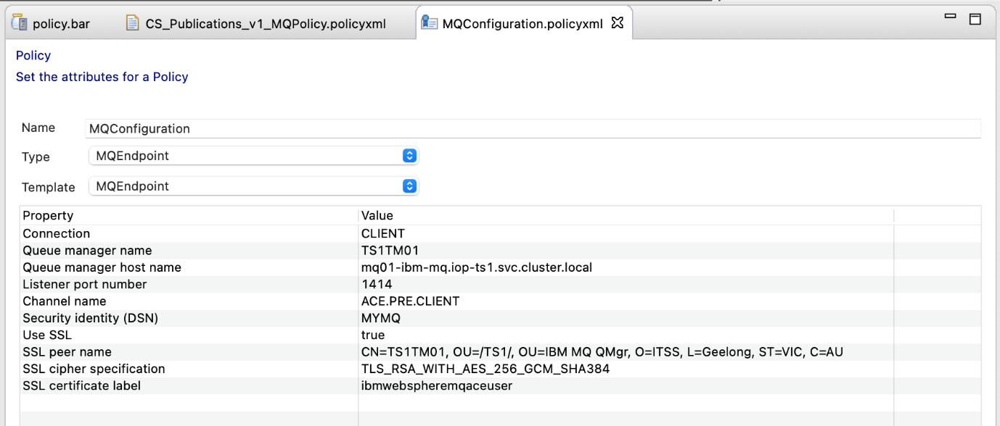 policy.bar CS_Publications_v1_MQPolicy.policyxml MQConfiguration.policyxml
Policy
Set the attributes for a Policy
Name MQConfiguration
Type MQEndpoint
Template MQEndpoint
Property Value
Connection CLIENT
Queue manager name TS1TM01
Queue manager host name mq01-ibm-mq.iop-ts1.svc.cluster.local
Listener port number 1414
Channel name ACE.PRE.CLIENT
Security identity (DSN) MYMQ
Use SSL true
SSL peer name CN=TS1TM01, OU=/TS1/, OU=IBM MQ QMgr, O=ITSS, L=Geelong, ST=VIC, C=AU
SSL cipher specification TLS_RSA_WITH_AES_256_GCM_SHA384
SSL certificate label ibmwebspheremqaceuser